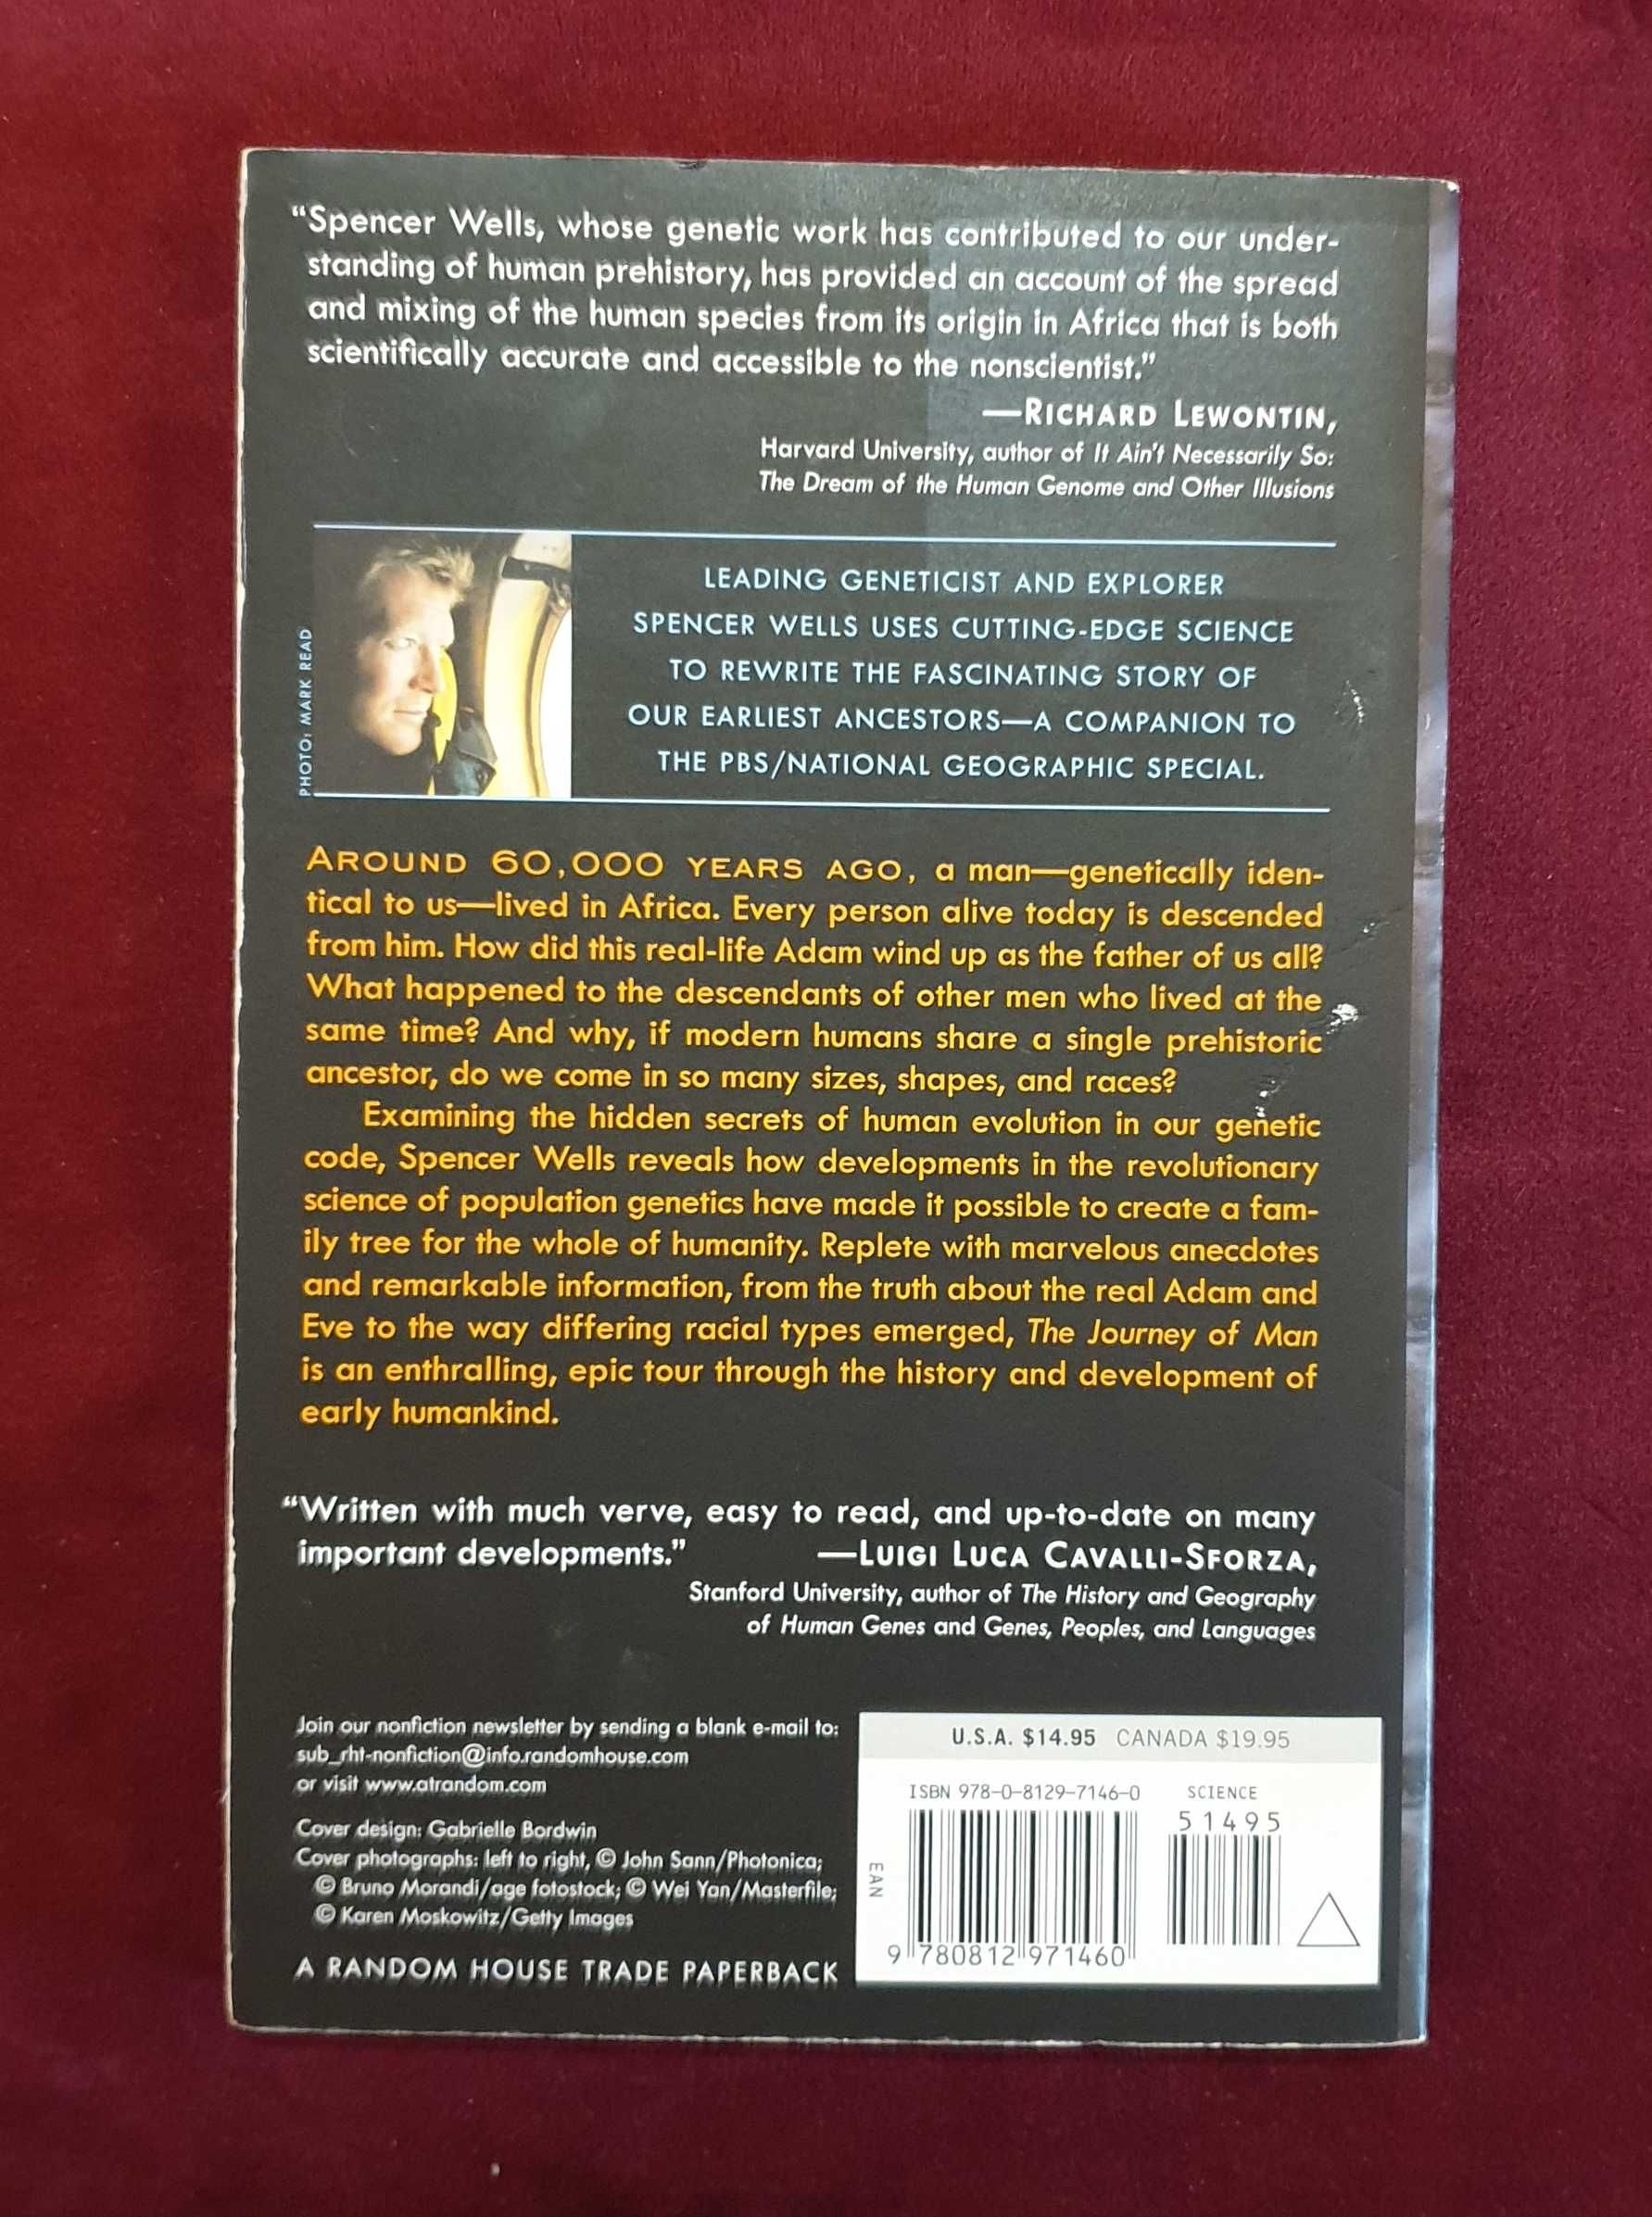 “Spencer Wells, whose genetic work has contributed to our under-
standing of human prehistory, has provided an account of the spread
and mixing of the human species from its origin in Africa that is both
scientifically accurate and accessible to the nonscientist.”
—RICHARD LEWONTIN,
Harvard University, author of It Ain't Necessarily So:
The Dream of the Human Genome and Other Illusions
PHOTO: MARK READ
LEADING GENETICIST AND EXPLORER
SPENCER WELLS USES CUTTING-EDGE SCIENCE
TO REWRITE THE FASCINATING STORY OF
OUR EARLIEST ANCESTORS—A COMPANION TO
THE PBS/NATIONAL GEOGRAPHIC SPECIAL.
AROUND 60,000 YEARS AGO, a man—genetically iden-
tical to us—lived in Africa. Every person alive today is descended
from him. How did this real-life Adam wind up as the father of us all?
What happened to the descendants of other men who lived at the
same time? And why, if modern humans share a single prehistoric
ancestor, do we come in so many sizes, shapes, and races?
Examining the hidden secrets of human evolution in our genetic
code, Spencer Wells reveals how developments in the revolutionary
science of population genetics have made it possible to create a fam-
ily tree for the whole of humanity. Replete with marvelous anecdotes
and remarkable information, from the truth about the real Adam and
Eve to the way differing racial types emerged, The Journey of Man
is an enthralling, epic tour through the history and development of
early humankind.
“Written with much verve, easy to read, and up-to-date on many
important developments.” —LUIGI LUCA CAVALLI-SFORZA,
Stanford University, author of The History and Geography
of Human Genes and Genes, Peoples, and Languages
Join our nonfiction newsletter by sending a blank e-mail to:
sub_rht-nonfiction@info.randomhouse.com
or visit www.atrandom.com
Cover design: Gabrielle Bordwin
Cover photographs: left to right, © John Sann/Photonica;
© Bruno Morandi/age fotostock; © Wei Yan/Masterfile;
© Karen Moskowitz/Getty Images
A RANDOM HOUSE TRADE PAPERBACK
U.S.A. $14.95 CANADA $19.95
ISBN 978-0-8129-7146-0 SCIENCE
51495
EAN
9 780812 971460